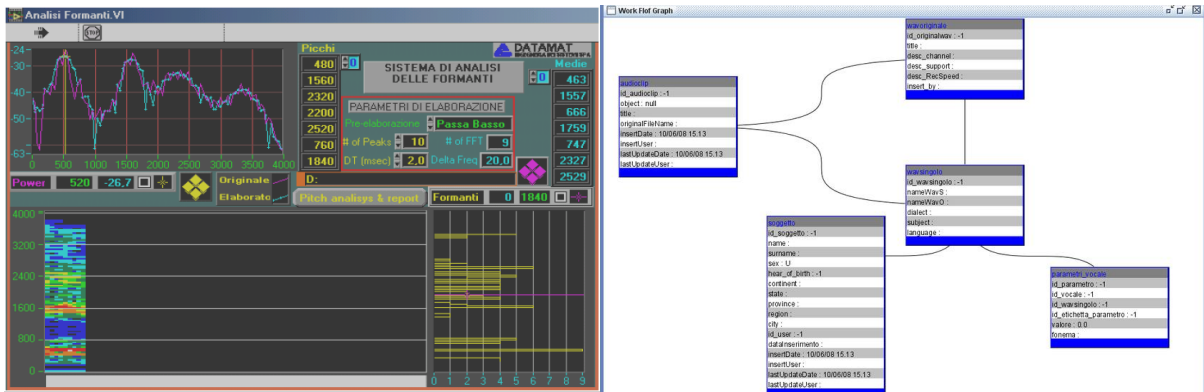 Analisi Formanti.VI
STOP
-24
-30
-40
-50
-63
0 500 1000 1500 2000 2500 3000 3500 4000
Power 520 -26,7
Originale
Elaborato
Picchi
480
1560
2320
2200
2520
760
1840
0
SISTEMA DI ANALISI
DELLE FORMANTI
PARAMETRI DI ELABORAZIONE
Pre-elaborazione Passa Basso
# of Peaks 10 # of FFT 9
DT (msec) 2,0 Delta Freq 20,0
D:
DATAMAT
0
Medie
463
1557
666
1759
747
2327
2529
Pitch analisys & report
Formanti 0 1840
4000
3200
2400
1600
800
0
0 1 2 3 4 5 6 7 8 9
Work Flof Graph
audioclip
id_audioclip : -1
object : null
title :
originalFileName :
insertDate : 10/06/08 15.13
insertUser :
lastUpdateDate : 10/06/08 15.13
lastUpdateUser :
wavoriginale
id_originalwav : -1
title :
desc_channel :
desc_support :
desc_RecSpeed :
insert_by :
wavsingolo
id_wavsingolo : -1
nameWavS :
nameWavO :
dialect :
subject :
language :
soggetto
id_soggetto : -1
name :
surname :
sex : U
hear_of_birth : -1
continent :
state :
province :
region :
city :
id_user : -1
dataInserimento :
insertDate : 10/06/08 15.13
insertUser :
lastUpdateDate : 10/06/08 15.13
lastUpdateUser :
parametri_vocale
id_parametro : -1
id_vocale : -1
id_wavsingolo : -1
id_etichetta_parametro : -1
valore : 0.0
fonema :